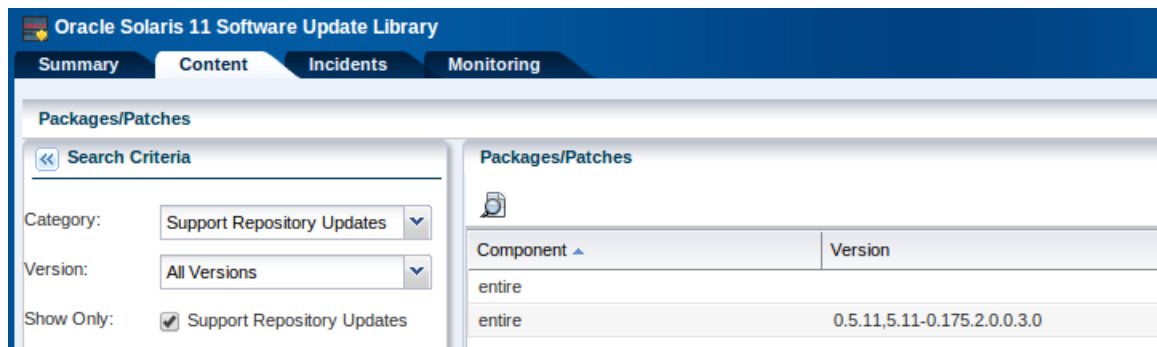 Oracle Solaris 11 Software Update Library
Summary Content Incidents Monitoring
Packages/Patches
Search Criteria
Category: Support Repository Updates
Version: All Versions
Show Only: Support Repository Updates
Packages/Patches
Component Version
entire
entire 0.5.11,5.11-0.175.2.0.0.3.0